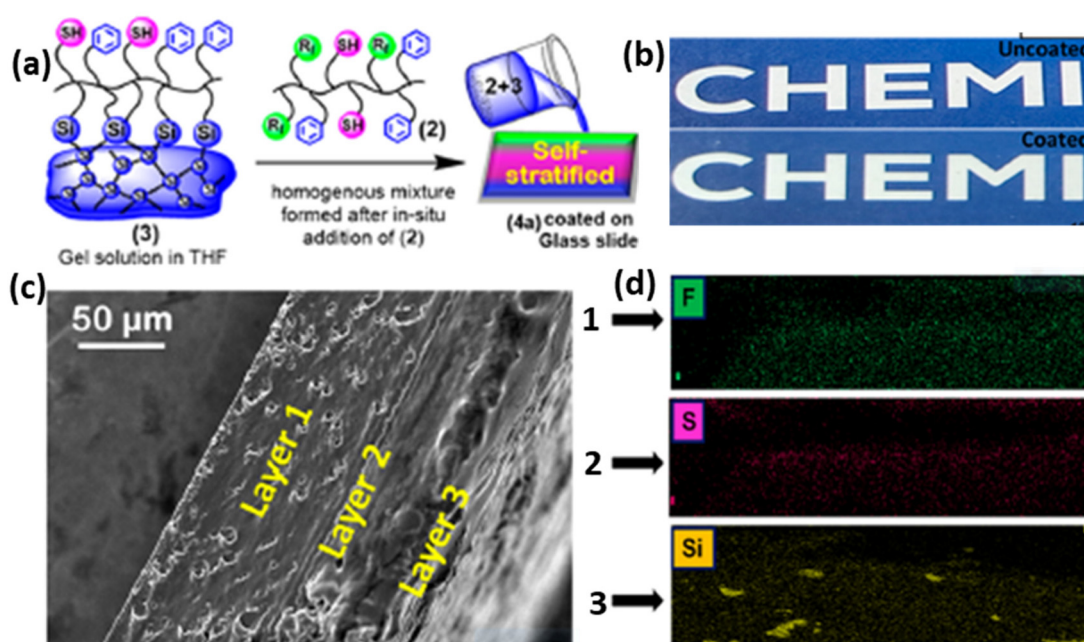 (a)
SH
SH
Si
Si
Si
Si
(3)
Gel solution in THF
Rf
SH
Rf
Rf
SH
(2)
homogenous mixture
formed after in-situ
addition of (2)
2+3
Self-
stratified
(4a) coated on
Glass slide
(b)
Uncoated
CHEMI
Coated
CHEMI
(c)
50 µm
Layer 1
Layer 2
Layer 3
(d)
1
F
2
S
3
Si